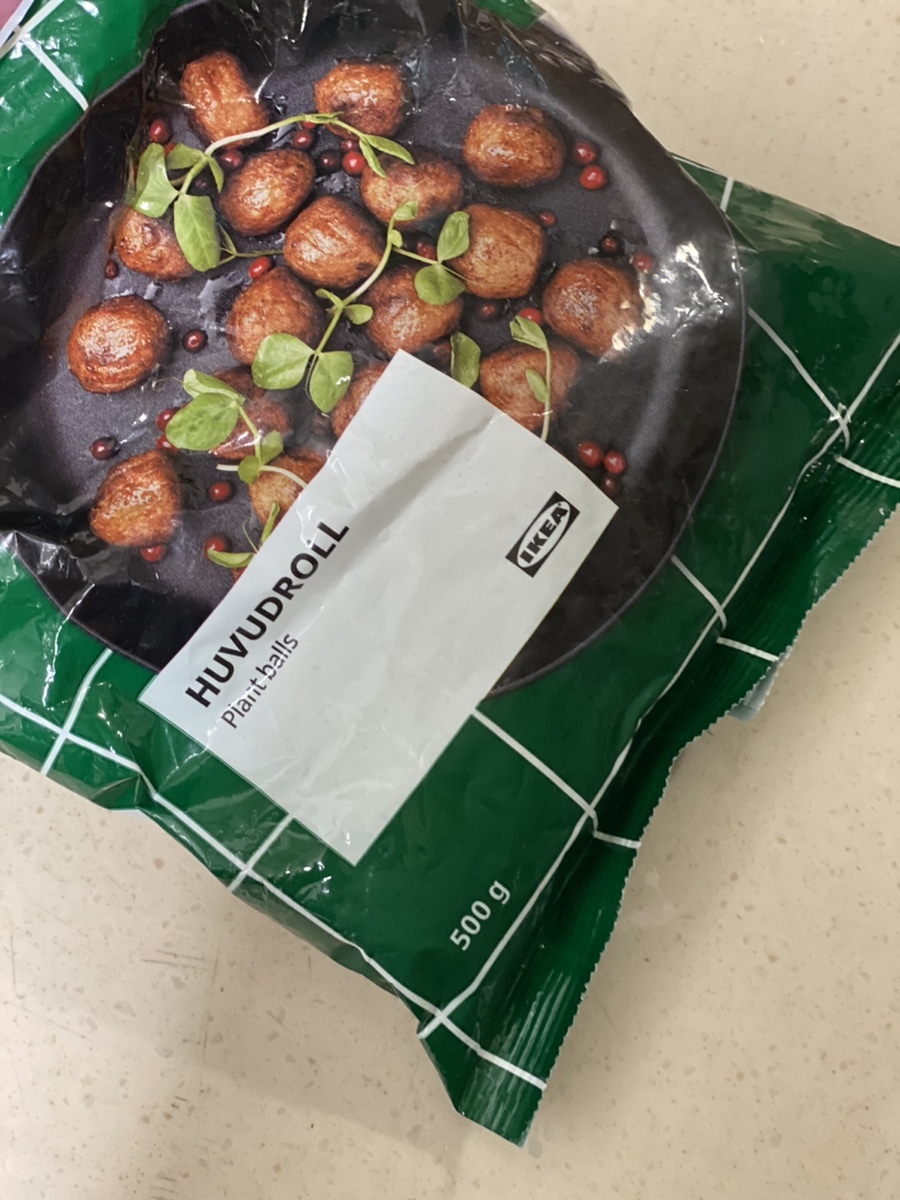 HUVUDROLL
Plant balls
IKEA
500 g